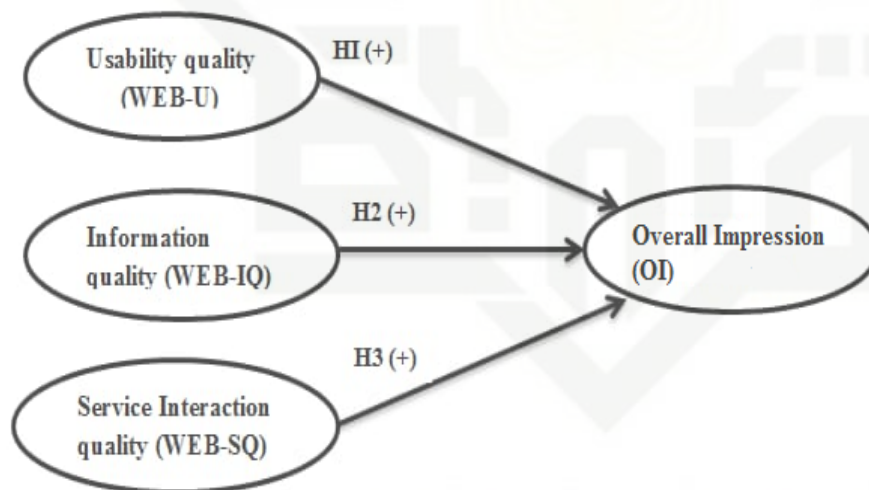 Usability quality
(WEB-U)
HI (+)
Information
quality (WEB-IQ)
H2 (+)
Overall Impression
(OI)
Service Interaction
quality (WEB-SQ)
H3 (+)